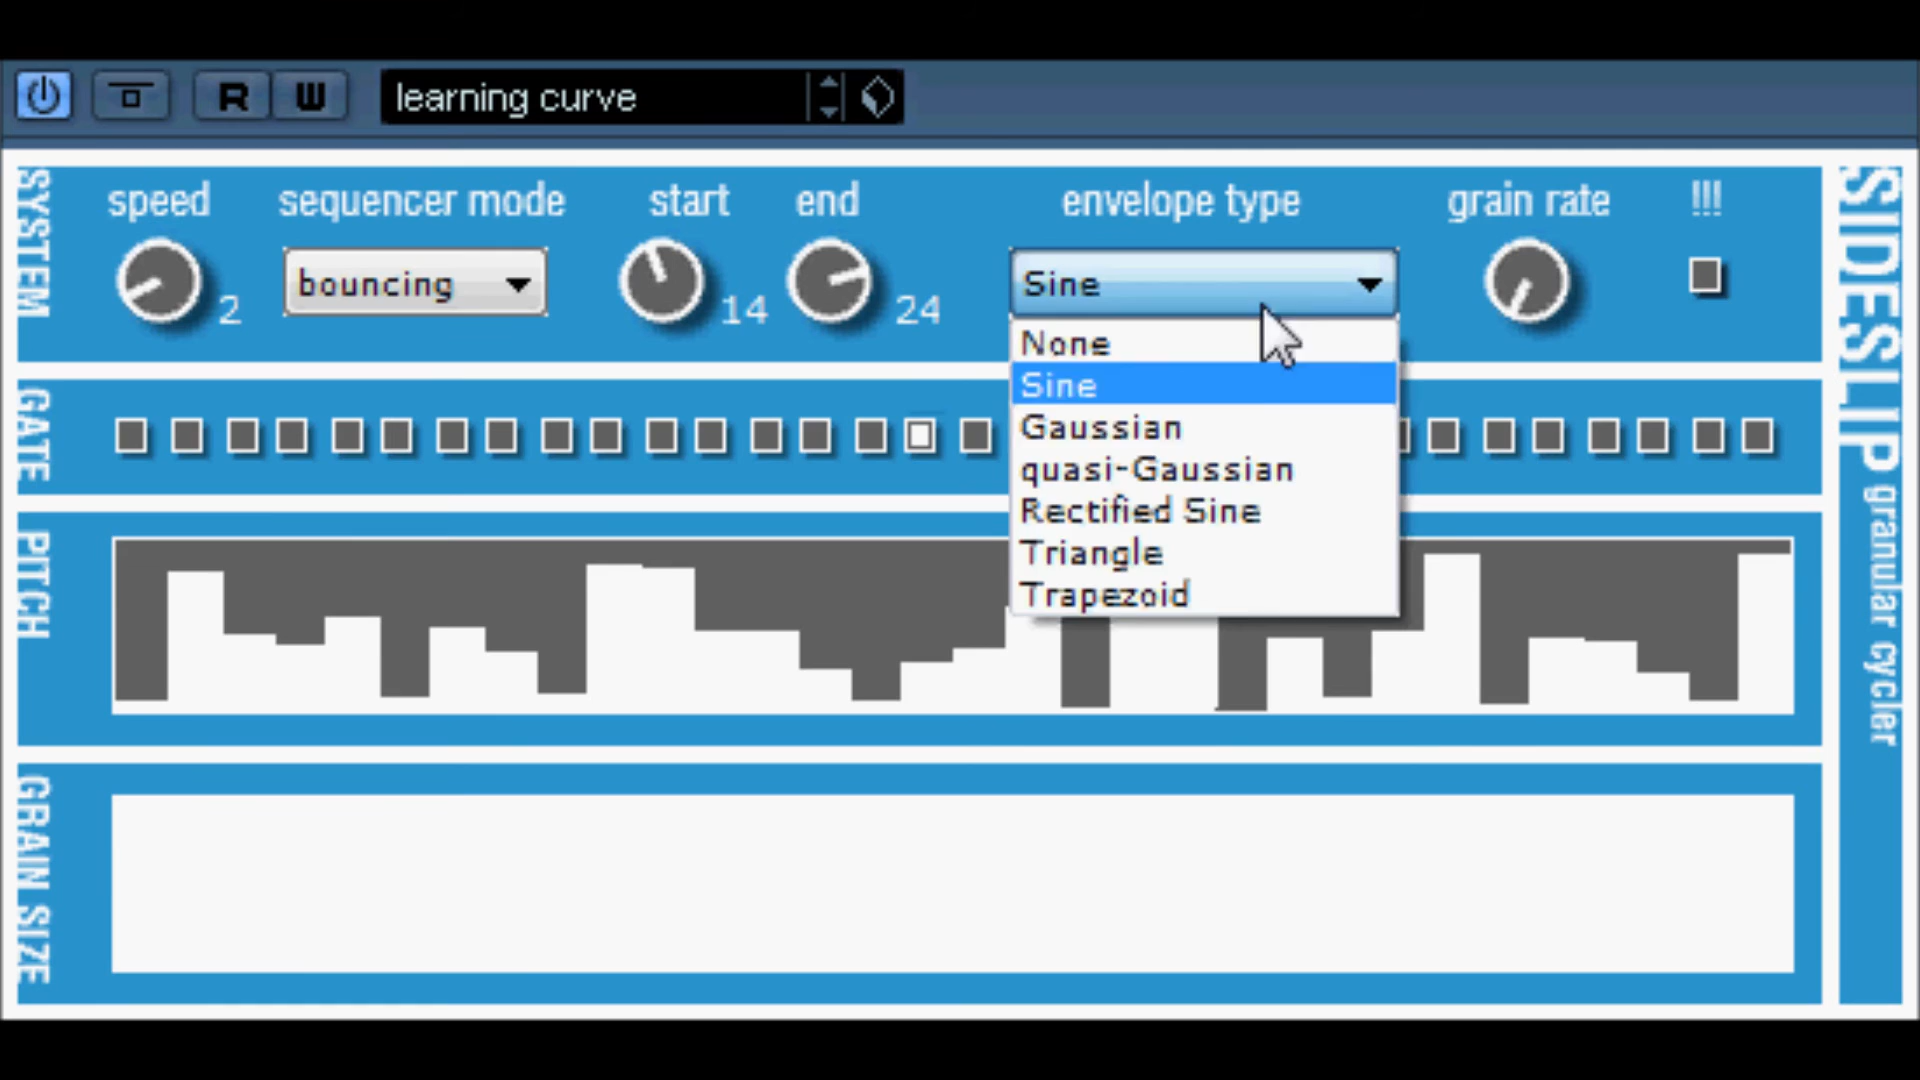 R W learning curve
SYSTEM
speed sequencer mode start end envelope type grain rate !!!
2 bouncing 14 24 Sine
None
Sine
Gaussian
quasi-Gaussian
Rectified Sine
Triangle
Trapezoid
GATE
PITCH
GRAIN SIZE
SIDESLIP granular cycler